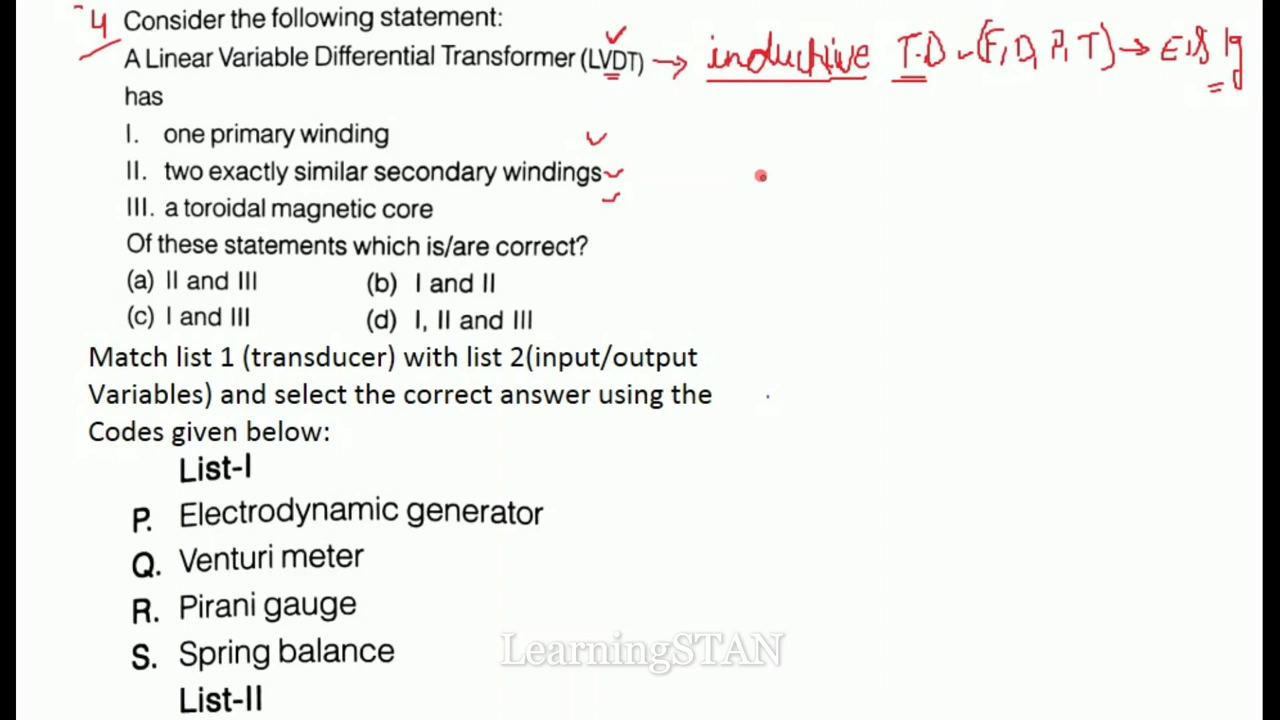 4 Consider the following statement:
A Linear Variable Differential Transformer (LVDT) → inductive T.D - (F, D, P, T) →
has
I. one primary winding
II. two exactly similar secondary windings
III. a toroidal magnetic core
Of these statements which is/are correct?
(a) II and III (b) I and II
(c) I and III (d) I, II and III
Match list 1 (transducer) with list 2(input/output
Variables) and select the correct answer using the
Codes given below:
List-I
P. Electrodynamic generator
Q. Venturi meter
R. Pirani gauge
S. Spring balance
LearningSTAN
List-II